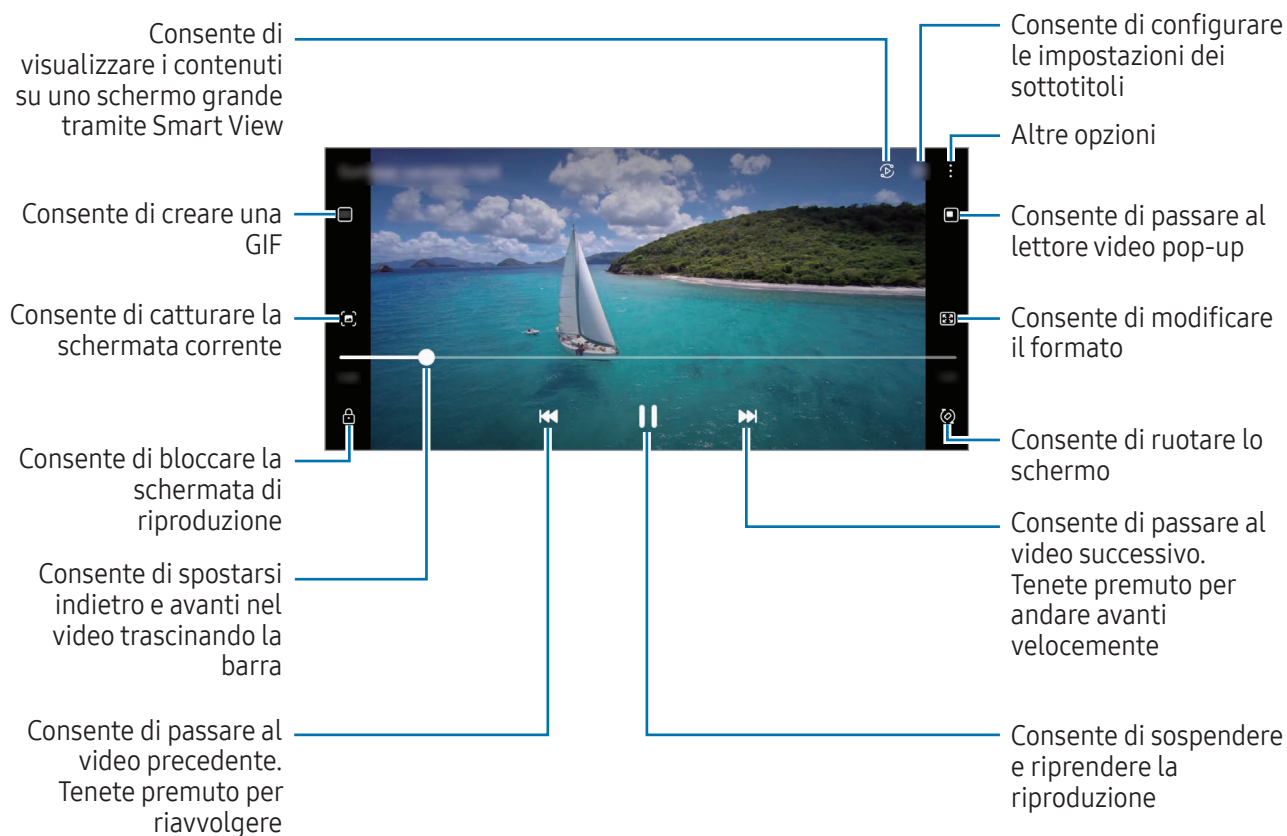 Consente di
visualizzare i contenuti
su uno schermo grande
tramite Smart View
Consente di creare una
GIF
Consente di catturare la
schermata corrente
Consente di bloccare la
schermata di
riproduzione
Consente di spostarsi
indietro e avanti nel
video trascinando la
barra
Consente di passare al
video precedente.
Tenete premuto per
riavvolgere
Consente di configurare
le impostazioni dei
sottotitoli
Altre opzioni
Consente di passare al
lettore video pop-up
Consente di modificare
il formato
Consente di ruotare lo
schermo
Consente di passare al
video successivo.
Tenete premuto per
andare avanti
velocemente
Consente di sospendere
e riprendere la
riproduzione